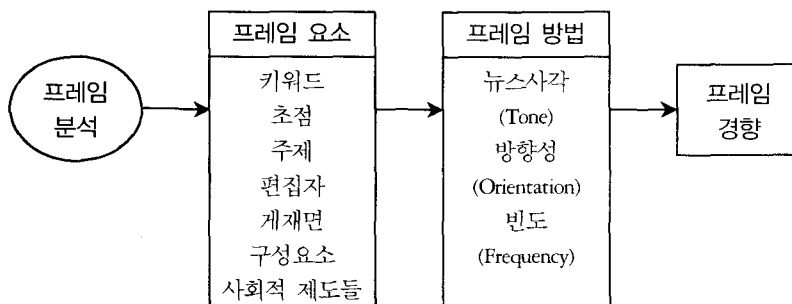 프레임
분석
프레임 요소
키워드
초점
주제
편집자
게재면
구성요소
사회적 제도들
프레임 방법
뉴스사각
(Tone)
방향성
(Orientation)
빈도
(Frequency)
프레임
경향